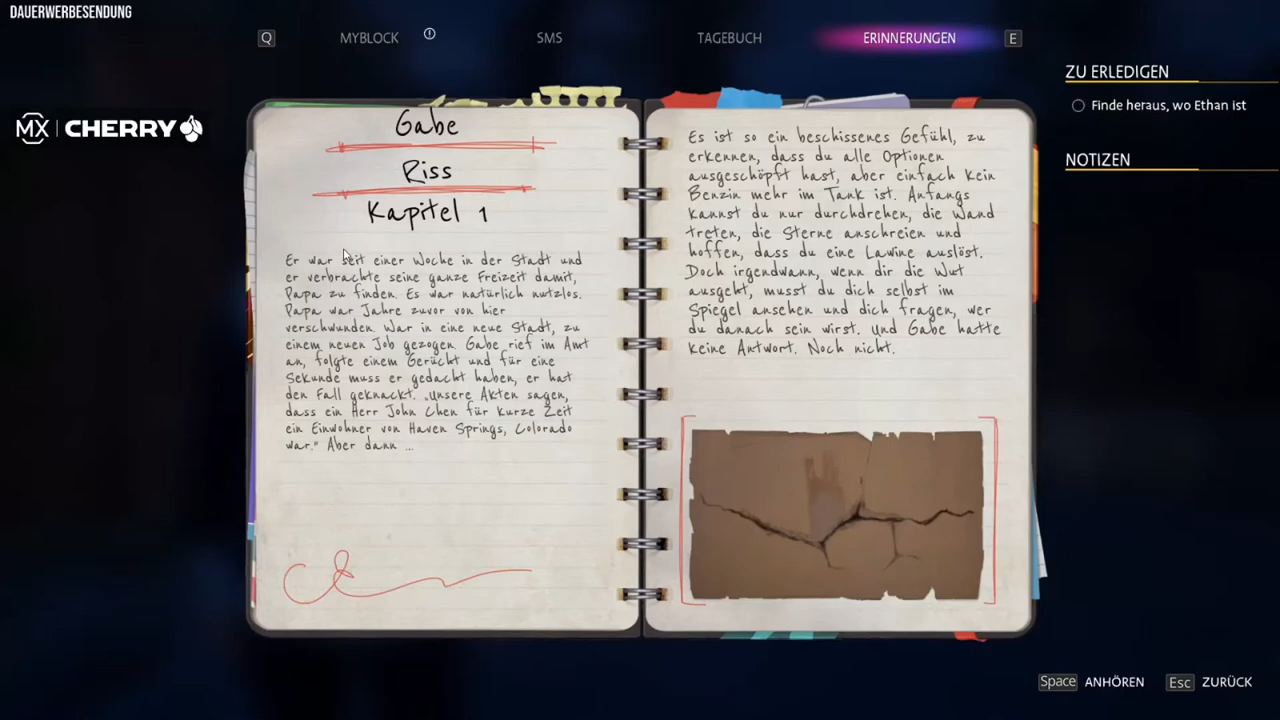 DAUERWERBESENDUNG
Q
MYBLOCK
SMS
TAGEBUCH
ERINNERUNGEN
E
MX CHERRY
ZU ERLEDIGEN
Finde heraus, wo Ethan ist
NOTIZEN
Gabe
Riss
Kapitel 1
Er war seit einer Woche in der Stadt und
er verbrachte seine ganze Freizeit damit,
Papa zu finden. Es war natürlich nutzlos.
Papa war Jahre zuvor von hier
verschwunden. War in eine neue Stadt, zu
einem neuen Job gezogen. Gabe rief im Amt
an, folgte einem Gerücht und für eine
Sekunde muss er gedacht haben, er hat
den Fall geknackt. „Unsere Akten sagen,
dass ein Herr John Chen für kurze Zeit
ein Einwohner von Haven Springs, Colorado
war." Aber dann ...
Es ist so ein beschissenes Gefühl, zu
erkennen, dass du alle Optionen
ausgeschöpft hast, aber einfach kein
Benzin mehr im Tank ist. Anfangs
kannst du nur durchdrehen, die Wand
treten, die Sterne anschreien und
hoffen, dass du eine Lawine auslöst.
Doch irgendwann, wenn dir die Wut
ausgeht, musst du dich selbst im
Spiegel ansehen und dich fragen, wer
du danach sein wirst. Und Gabe hatte
keine Antwort. Noch nicht.
Space ANHÖREN
Esc ZURÜCK